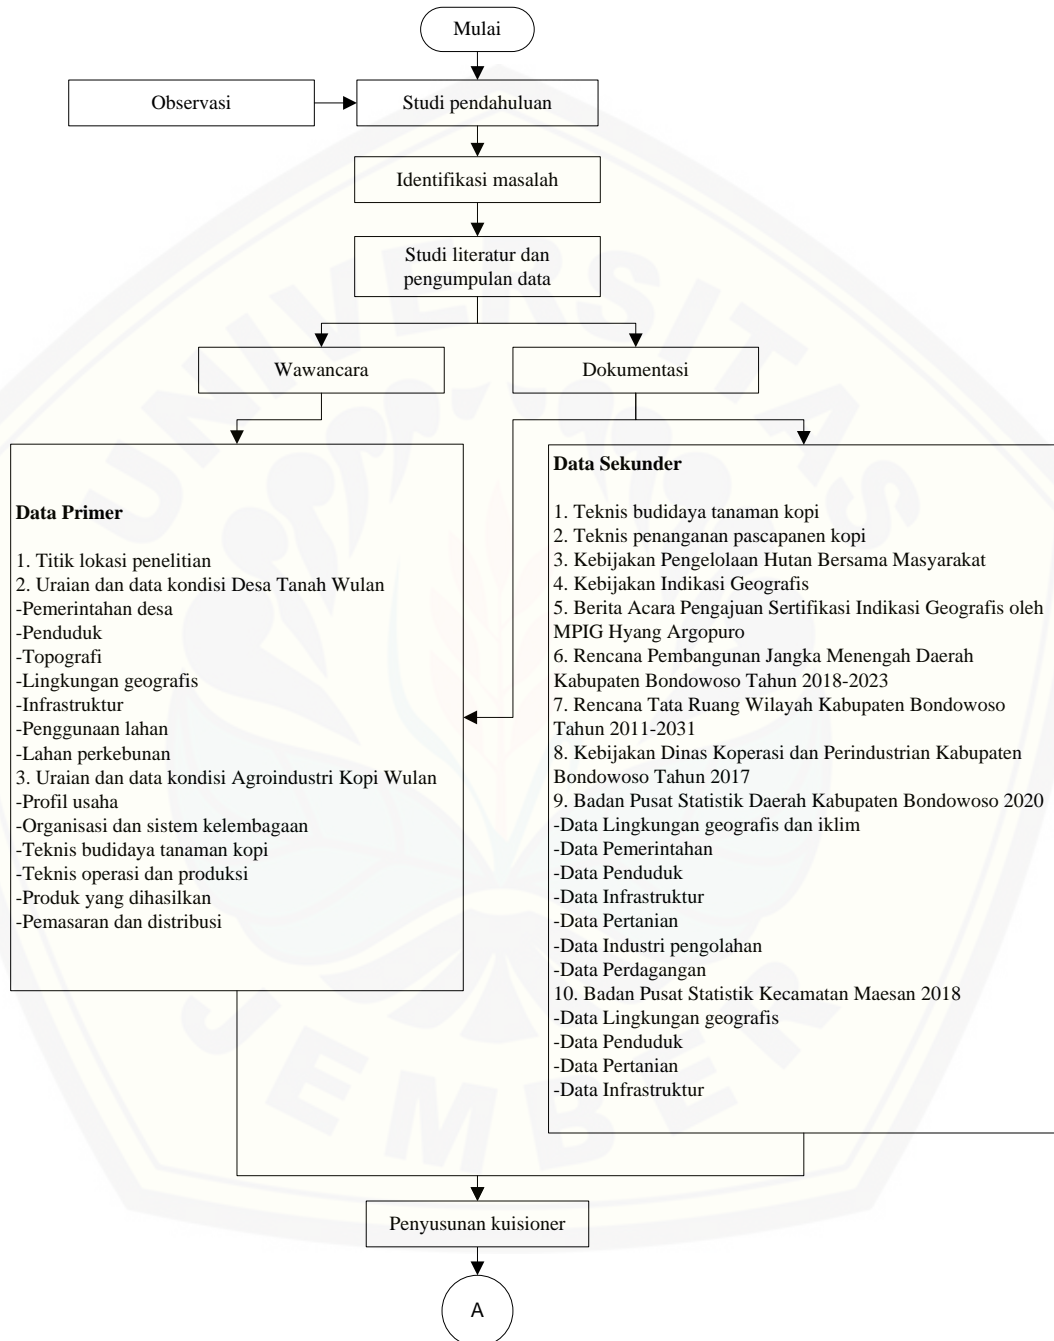 Mulai
Observasi
Studi pendahuluan
Identifikasi masalah
Studi literatur dan
pengumpulan data
Wawancara
Dokumentasi
Data Primer
1. Titik lokasi penelitian
2. Uraian dan data kondisi Desa Tanah Wulan
-Pemerintahan desa
-Penduduk
-Topografi
-Lingkungan geografis
-Infrastruktur
-Penggunaan lahan
-Lahan perkebunan
3. Uraian dan data kondisi Agroindustri Kopi Wulan
-Profil usaha
-Organisasi dan sistem kelembagaan
-Teknis budidaya tanaman kopi
-Teknis operasi dan produksi
-Produk yang dihasilkan
-Pemasaran dan distribusi
Data Sekunder
1. Teknis budidaya tanaman kopi
2. Teknis penanganan pascapanen kopi
3. Kebijakan Pengelolaan Hutan Bersama Masyarakat
4. Kebijakan Indikasi Geografis
5. Berita Acara Pengajuan Sertifikasi Indikasi Geografis oleh
MPIG Hyang Argopuro
6. Rencana Pembangunan Jangka Menengah Daerah
Kabupaten Bondowoso Tahun 2018-2023
7. Rencana Tata Ruang Wilayah Kabupaten Bondowoso
Tahun 2011-2031
8. Kebijakan Dinas Koperasi dan Perindustrian Kabupaten
Bondowoso Tahun 2017
9. Badan Pusat Statistik Daerah Kabupaten Bondowoso 2020
-Data Lingkungan geografis dan iklim
-Data Pemerintahan
-Data Penduduk
-Data Infrastruktur
-Data Pertanian
-Data Industri pengolahan
-Data Perdagangan
10. Badan Pusat Statistik Kecamatan Maesan 2018
-Data Lingkungan geografis
-Data Penduduk
-Data Pertanian
-Data Infrastruktur
Penyusunan kuisioner
A
UNIVERSITAS
JEMBER